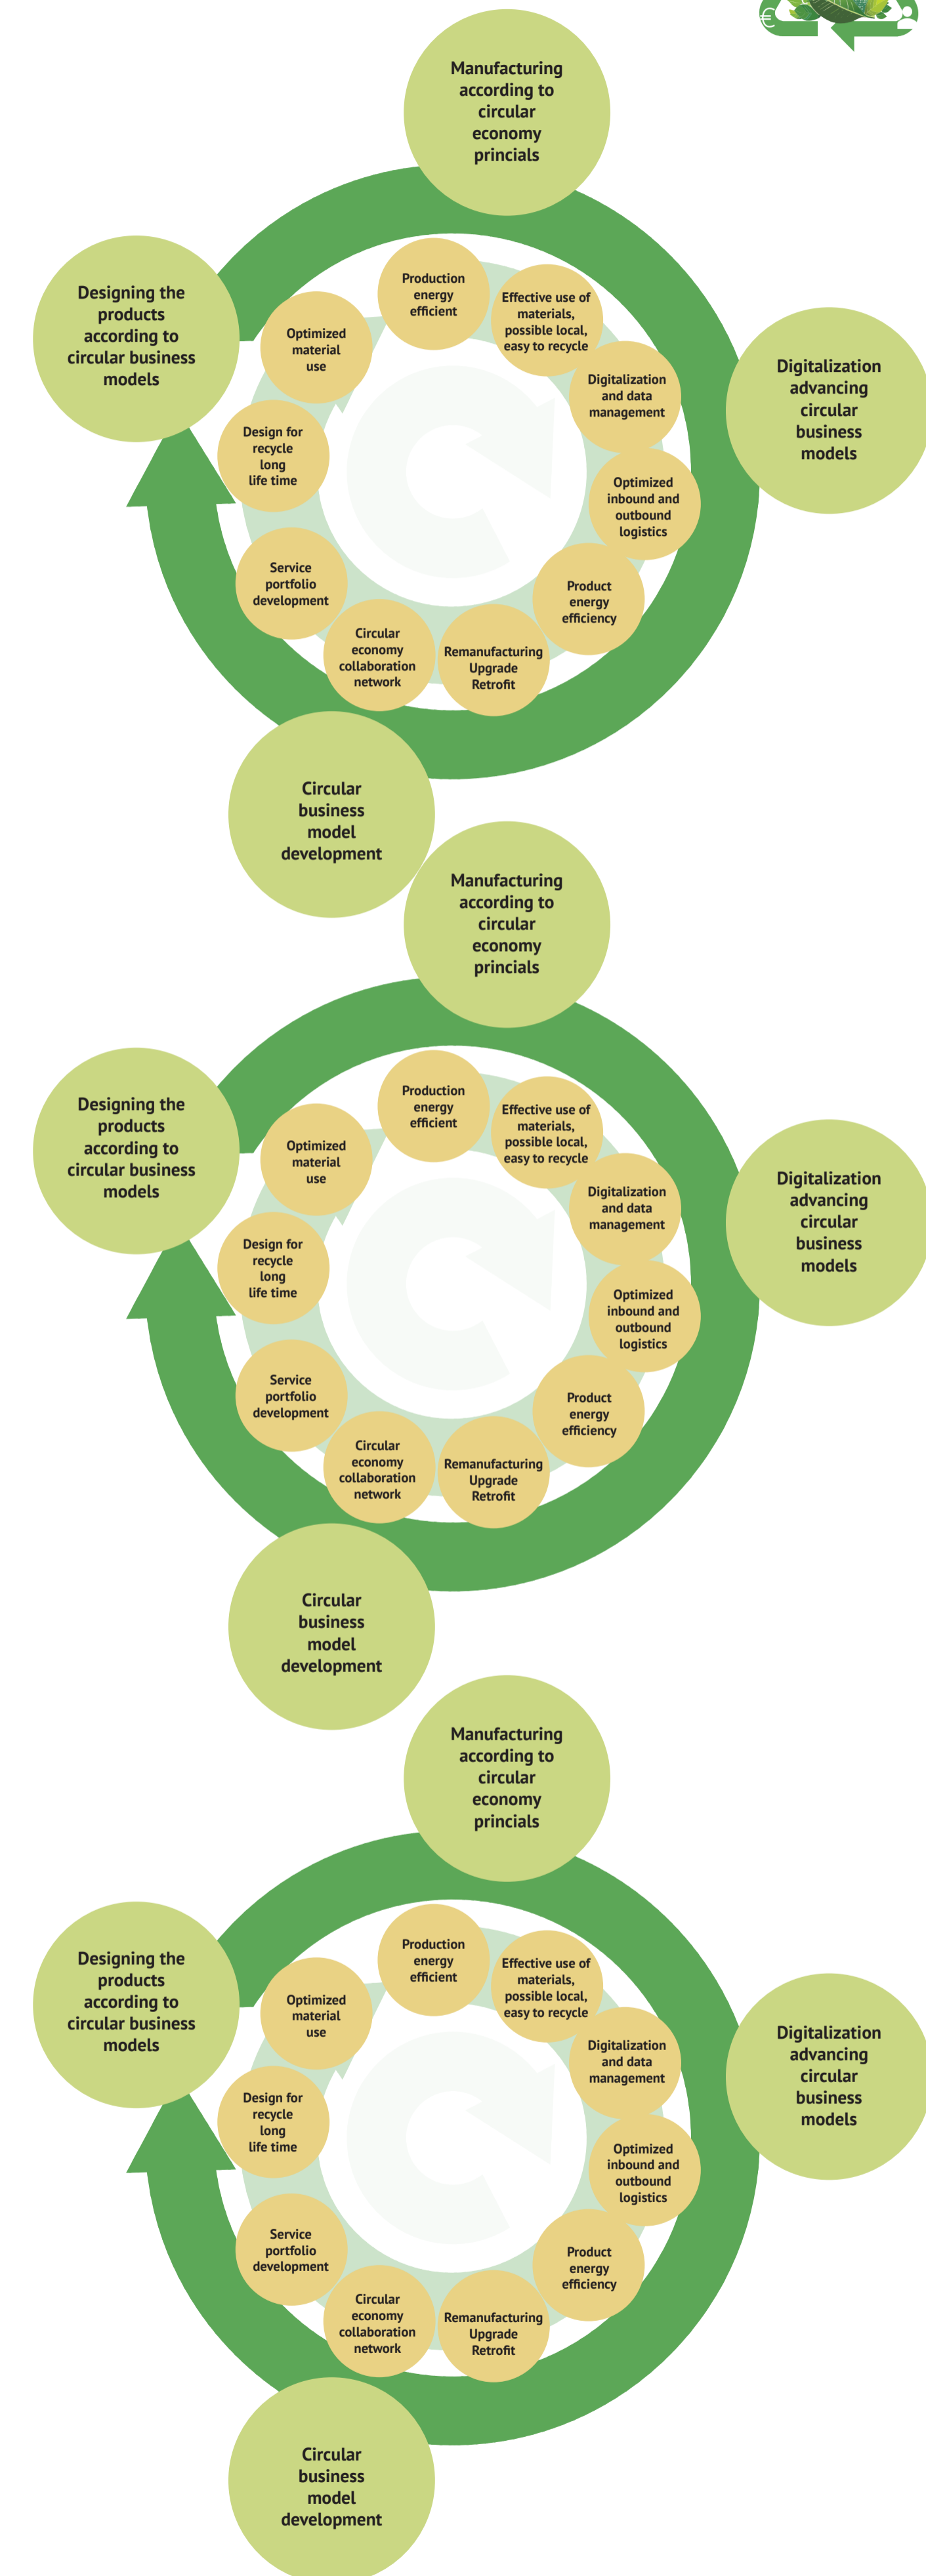 €
Manufacturing
according to
circular
economy
princials
Designing the
products
according to
circular business
models
Production
energy
efficient
Effective use of
materials,
possible local,
easy to recycle
Optimized
material
use
Digitalization
advancing
circular
business
models
Digitalization
and data
management
Design for
recycle
long
life time
Optimized
inbound and
outbound
logistics
Service
portfolio
development
Product
energy
efficiency
Circular
economy
collaboration
network
Remanufacturing
Upgrade
Retrofit
Circular
business
model
development
Manufacturing
according to
circular
economy
princials
Designing the
products
according to
circular business
models
Production
energy
efficient
Effective use of
materials,
possible local,
easy to recycle
Optimized
material
use
Digitalization
advancing
circular
business
models
Digitalization
and data
management
Design for
recycle
long
life time
Optimized
inbound and
outbound
logistics
Service
portfolio
development
Product
energy
efficiency
Circular
economy
collaboration
network
Remanufacturing
Upgrade
Retrofit
Circular
business
model
development
Manufacturing
according to
circular
economy
princials
Designing the
products
according to
circular business
models
Production
energy
efficient
Effective use of
materials,
possible local,
easy to recycle
Optimized
material
use
Digitalization
advancing
circular
business
models
Digitalization
and data
management
Design for
recycle
long
life time
Optimized
inbound and
outbound
logistics
Service
portfolio
development
Product
energy
efficiency
Circular
economy
collaboration
network
Remanufacturing
Upgrade
Retrofit
Circular
business
model
development